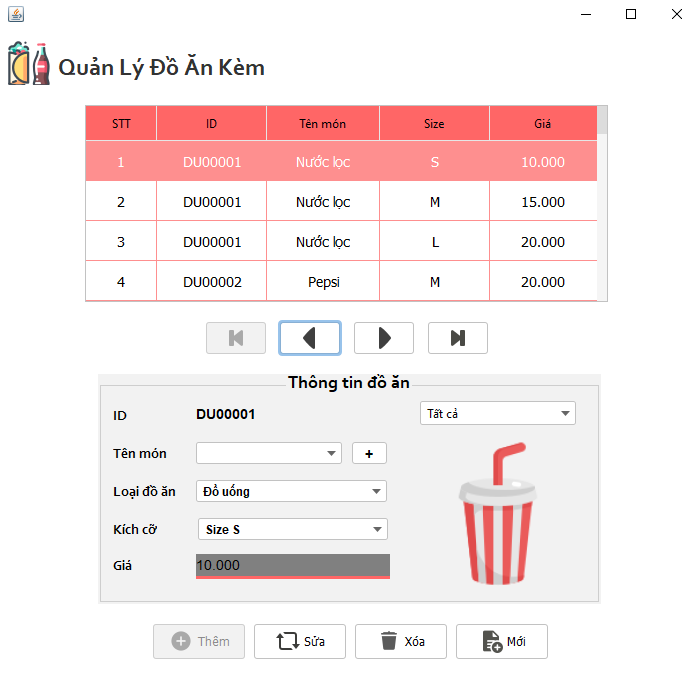 Quản Lý Đồ Ăn Kèm
STT ID Tên món Size Giá
1 DU00001 Nước lọc S 10.000
2 DU00001 Nước lọc M 15.000
3 DU00001 Nước lọc L 20.000
4 DU00002 Pepsi M 20.000
Thông tin đồ ăn
ID DU00001 Tất cả
Tên món +
Loại đồ ăn Đồ uống
Kích cỡ Size S
Giá 10.000
Thêm Sửa Xóa Mới